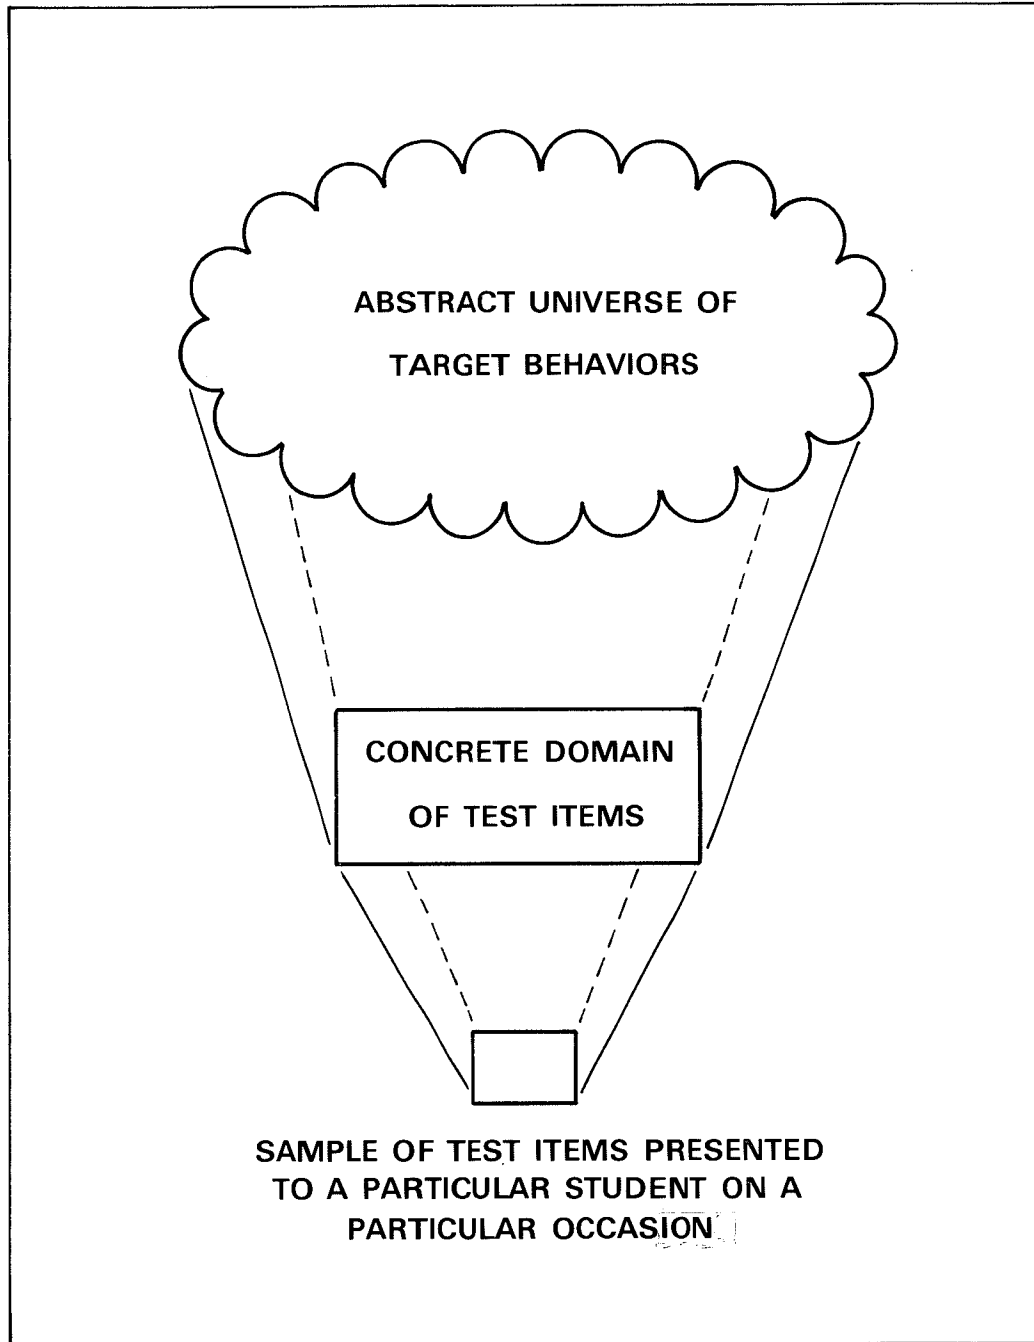 ABSTRACT UNIVERSE OF
TARGET BEHAVIORS
CONCRETE DOMAIN
OF TEST ITEMS
SAMPLE OF TEST ITEMS PRESENTED
TO A PARTICULAR STUDENT ON A
PARTICULAR OCCASION